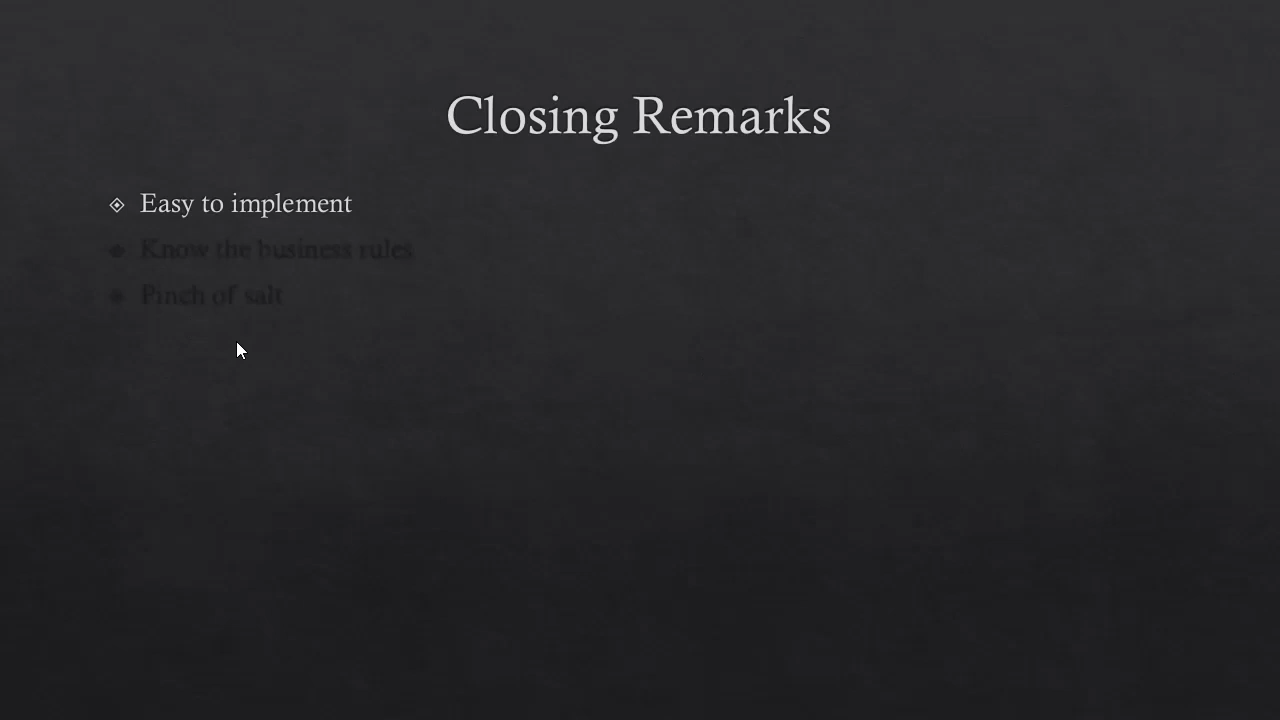 Closing Remarks
Easy to implement
Know the business rules
Pinch of salt